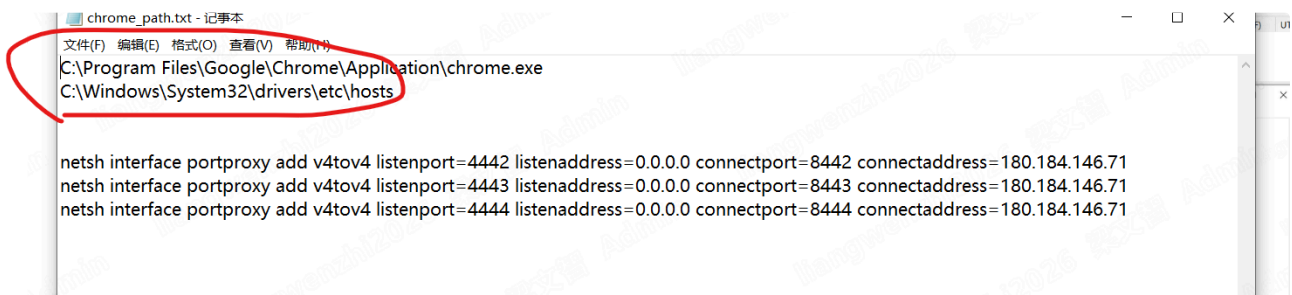 chrome_path.txt - 记事本
文件(F) 编辑(E) 格式(O) 查看(V) 帮助(H)
C:\Program Files\Google\Chrome\Application\chrome.exe
C:\Windows\System32\drivers\etc\hosts
netsh interface portproxy add v4tov4 listenport=4442 listenaddress=0.0.0.0 connectport=8442 connectaddress=180.184.146.71
netsh interface portproxy add v4tov4 listenport=4443 listenaddress=0.0.0.0 connectport=8443 connectaddress=180.184.146.71
netsh interface portproxy add v4tov4 listenport=4444 listenaddress=0.0.0.0 connectport=8444 connectaddress=180.184.146.71